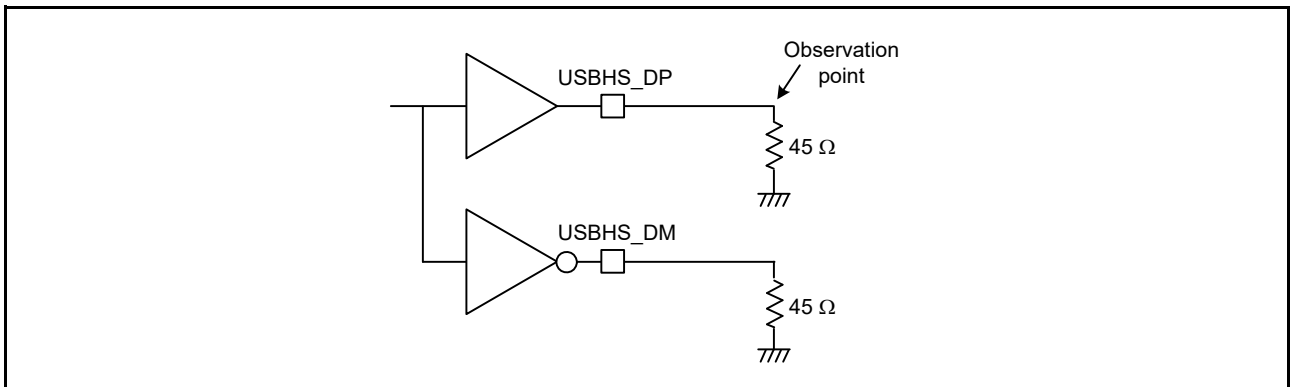 Observation
point
USBHS_DP
45 Ω
USBHS_DM
45 Ω